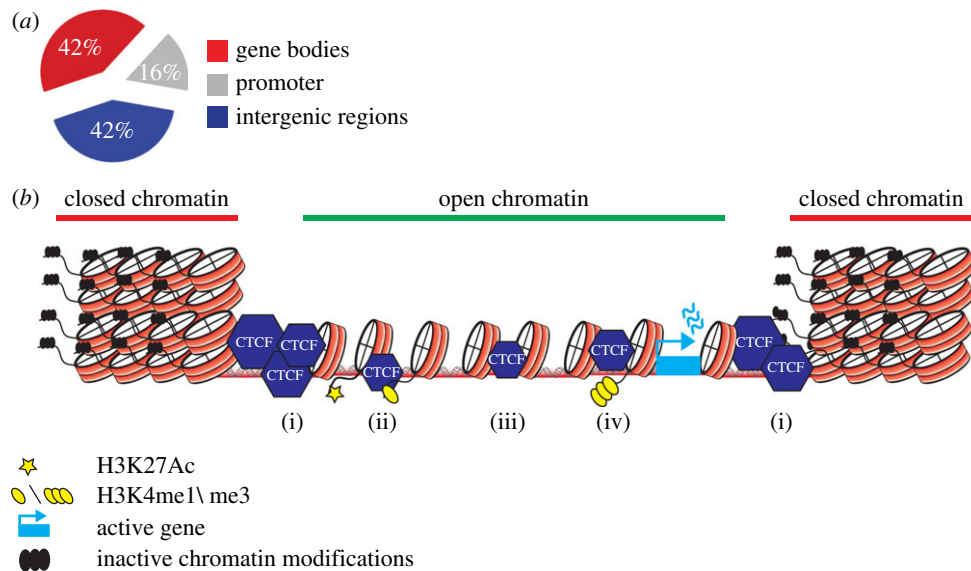 (a)
42%
16%
42%
gene bodies
promoter
intergenic regions
(b)
closed chromatin
open chromatin
closed chromatin
CTCF
CTCF
CTCF
CTCF
CTCF
CTCF
CTCF
CTCF
(i)
(ii)
(iii)
(iv)
(i)
H3K27Ac
H3K4me1\ me3
active gene
inactive chromatin modifications